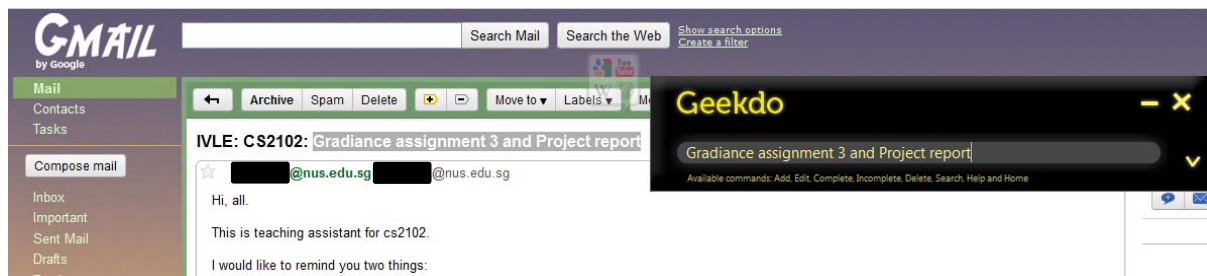 GMAIL
by Google
Search Mail
Search the Web
Show search options
Create a filter
Mail
Contacts
Tasks
Compose mail
Inbox
Important
Sent Mail
Drafts
Archive
Spam
Delete
Move to
Labels
IVLE: CS2102: Gradiance assignment 3 and Project report
@nus.edu.sg @nus.edu.sg
Hi, all.
This is teaching assistant for cs2102.
I would like to remind you two things:
Geekdo
Gradiance assignment 3 and Project report
Available commands: Add, Edit, Complete, Incomplete, Delete, Search, Help and Home